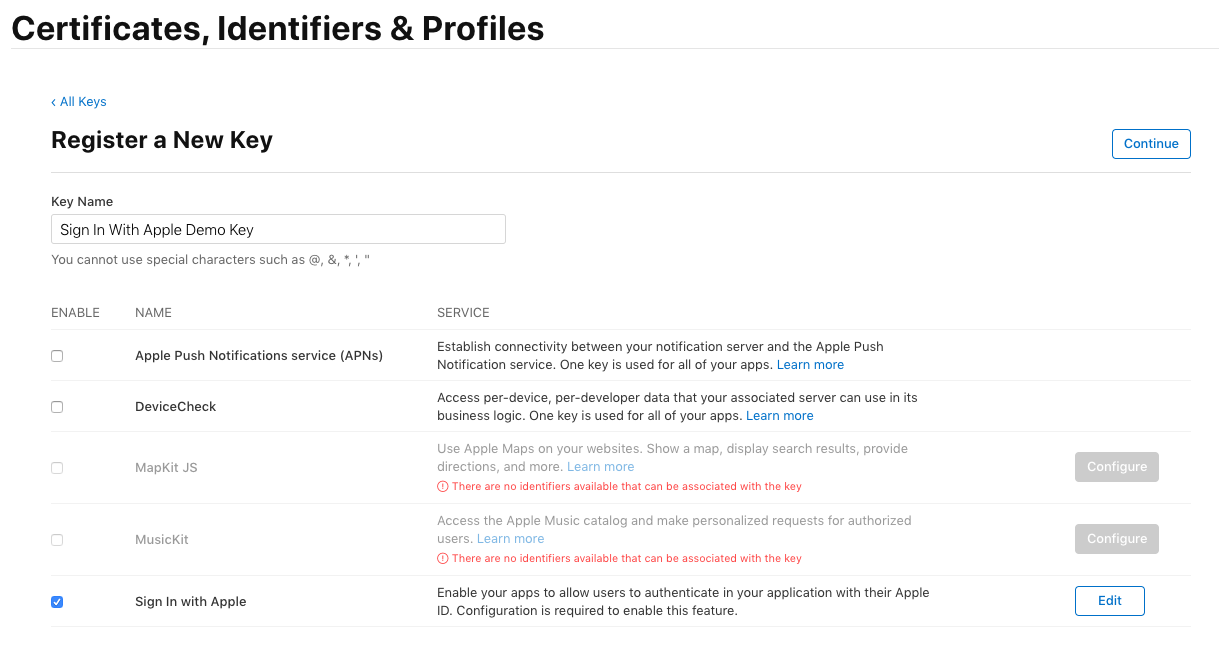 Certificates, Identifiers & Profiles
‹ All Keys
Register a New Key
Continue
Key Name
Sign In With Apple Demo Key
You cannot use special characters such as @, &, *, ', "
ENABLE NAME SERVICE
Apple Push Notifications service (APNs)
Establish connectivity between your notification server and the Apple Push
Notification service. One key is used for all of your apps. Learn more
DeviceCheck
Access per-device, per-developer data that your associated server can use in its
business logic. One key is used for all of your apps. Learn more
MapKit JS
Use Apple Maps on your websites. Show a map, display search results, provide
directions, and more. Learn more
There are no identifiers available that can be associated with the key
Configure
MusicKit
Access the Apple Music catalog and make personalized requests for authorized
users. Learn more
There are no identifiers available that can be associated with the key
Configure
Sign In with Apple
Enable your apps to allow users to authenticate in your application with their Apple
ID. Configuration is required to enable this feature.
Edit